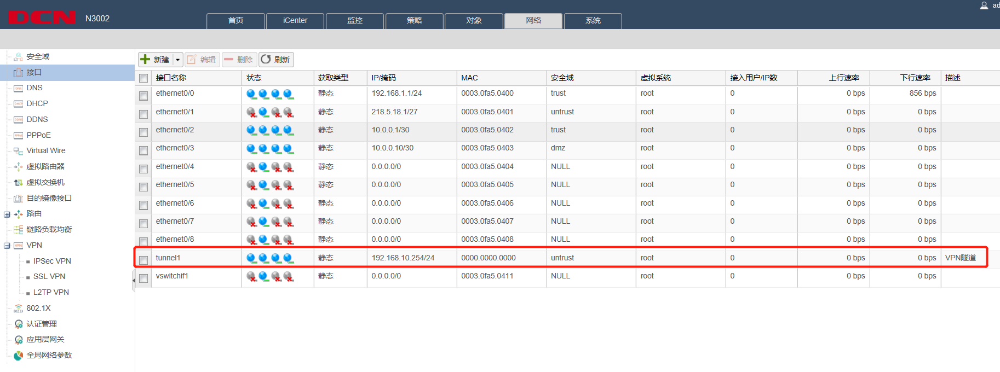 DCN N3002 首页 iCenter 监控 策略 对象 网络 系统 ad
安全域
接口
DNS
DHCP
DDNS
PPPoE
Virtual Wire
虚拟路由器
虚拟交换机
目的镜像接口
路由
链路负载均衡
VPN
IPSec VPN
SSL VPN
L2TP VPN
802.1X
认证管理
应用层网关
全局网络参数
新建 编辑 删除 刷新
接口名称 状态 获取类型 IP/掩码 MAC 安全域 虚拟系统 接入用户/IP数 上行速率 下行速率 描述
ethernet0/0 静态 192.168.1.1/24 0003.0fa5.0400 trust root 0 0 bps 856 bps
ethernet0/1 静态 218.5.18.1/27 0003.0fa5.0401 untrust root 0 0 bps 0 bps
ethernet0/2 静态 10.0.0.1/30 0003.0fa5.0402 trust root 0 0 bps 0 bps
ethernet0/3 静态 10.0.0.10/30 0003.0fa5.0403 dmz root 0 0 bps 0 bps
ethernet0/4 静态 0.0.0.0/0 0003.0fa5.0404 NULL root 0 0 bps 0 bps
ethernet0/5 静态 0.0.0.0/0 0003.0fa5.0405 NULL root 0 0 bps 0 bps
ethernet0/6 静态 0.0.0.0/0 0003.0fa5.0406 NULL root 0 0 bps 0 bps
ethernet0/7 静态 0.0.0.0/0 0003.0fa5.0407 NULL root 0 0 bps 0 bps
ethernet0/8 静态 0.0.0.0/0 0003.0fa5.0408 NULL root 0 0 bps 0 bps
tunnel1 静态 192.168.10.254/24 0000.0000.0000 untrust root 0 0 bps 0 bps VPN隧道
vswitchif1 静态 0.0.0.0/0 0003.0fa5.0411 NULL root 0 0 bps 0 bps